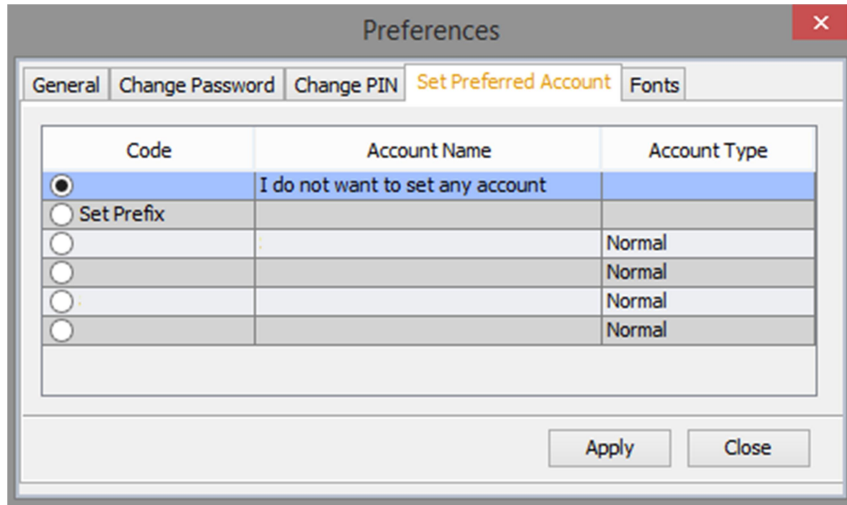 Preferences
General Change Password Change PIN Set Preferred Account Fonts
Code Account Name Account Type
I do not want to set any account
Set Prefix
Normal
Normal
Normal
Normal
Apply Close